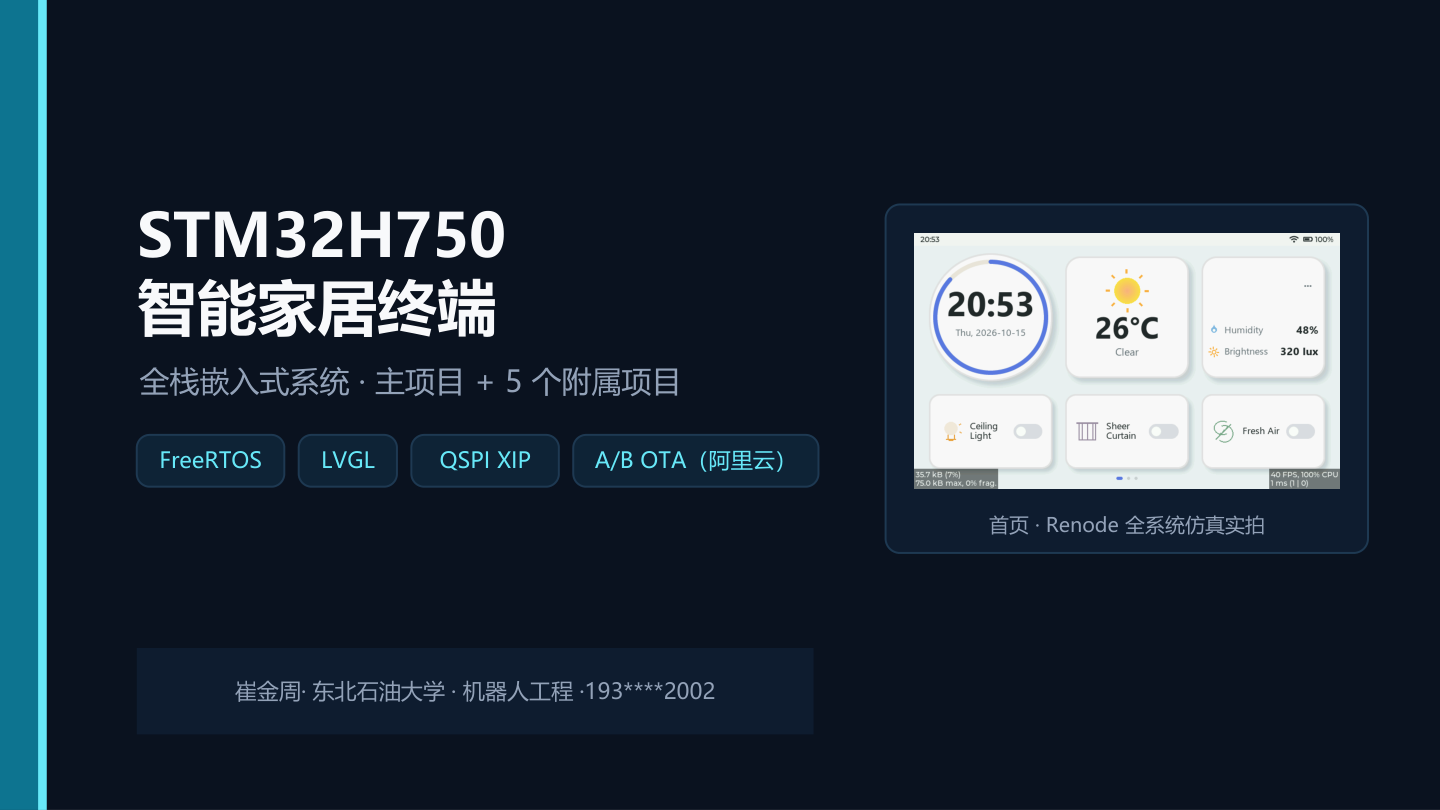 STM32H750
智能家居终端
全栈嵌入式系统 · 主项目 + 5 个附属项目
FreeRTOS
LVGL
QSPI XIP
A/B OTA（阿里云）
崔金周· 东北石油大学 · 机器人工程 ·193****2002
20:53
100%
20:53
Thu, 2026-10-15
26°C
Clear
...
Humidity 48%
Brightness 320 lux
Ceiling
Light
Sheer
Curtain
Fresh Air
35.7 kB (7%)
75.0 kB max, 0% frag.
40 FPS, 100% CPU
1 ms (1 | 0)
首页 · Renode 全系统仿真实拍